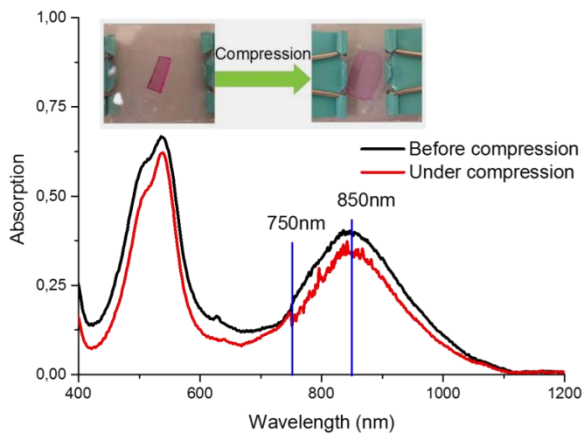 1,00
0,75
0,50
0,25
0,00
Absorption
Compression
Before compression
Under compression
750nm
850nm
400
600
800
1000
1200
Wavelength (nm)